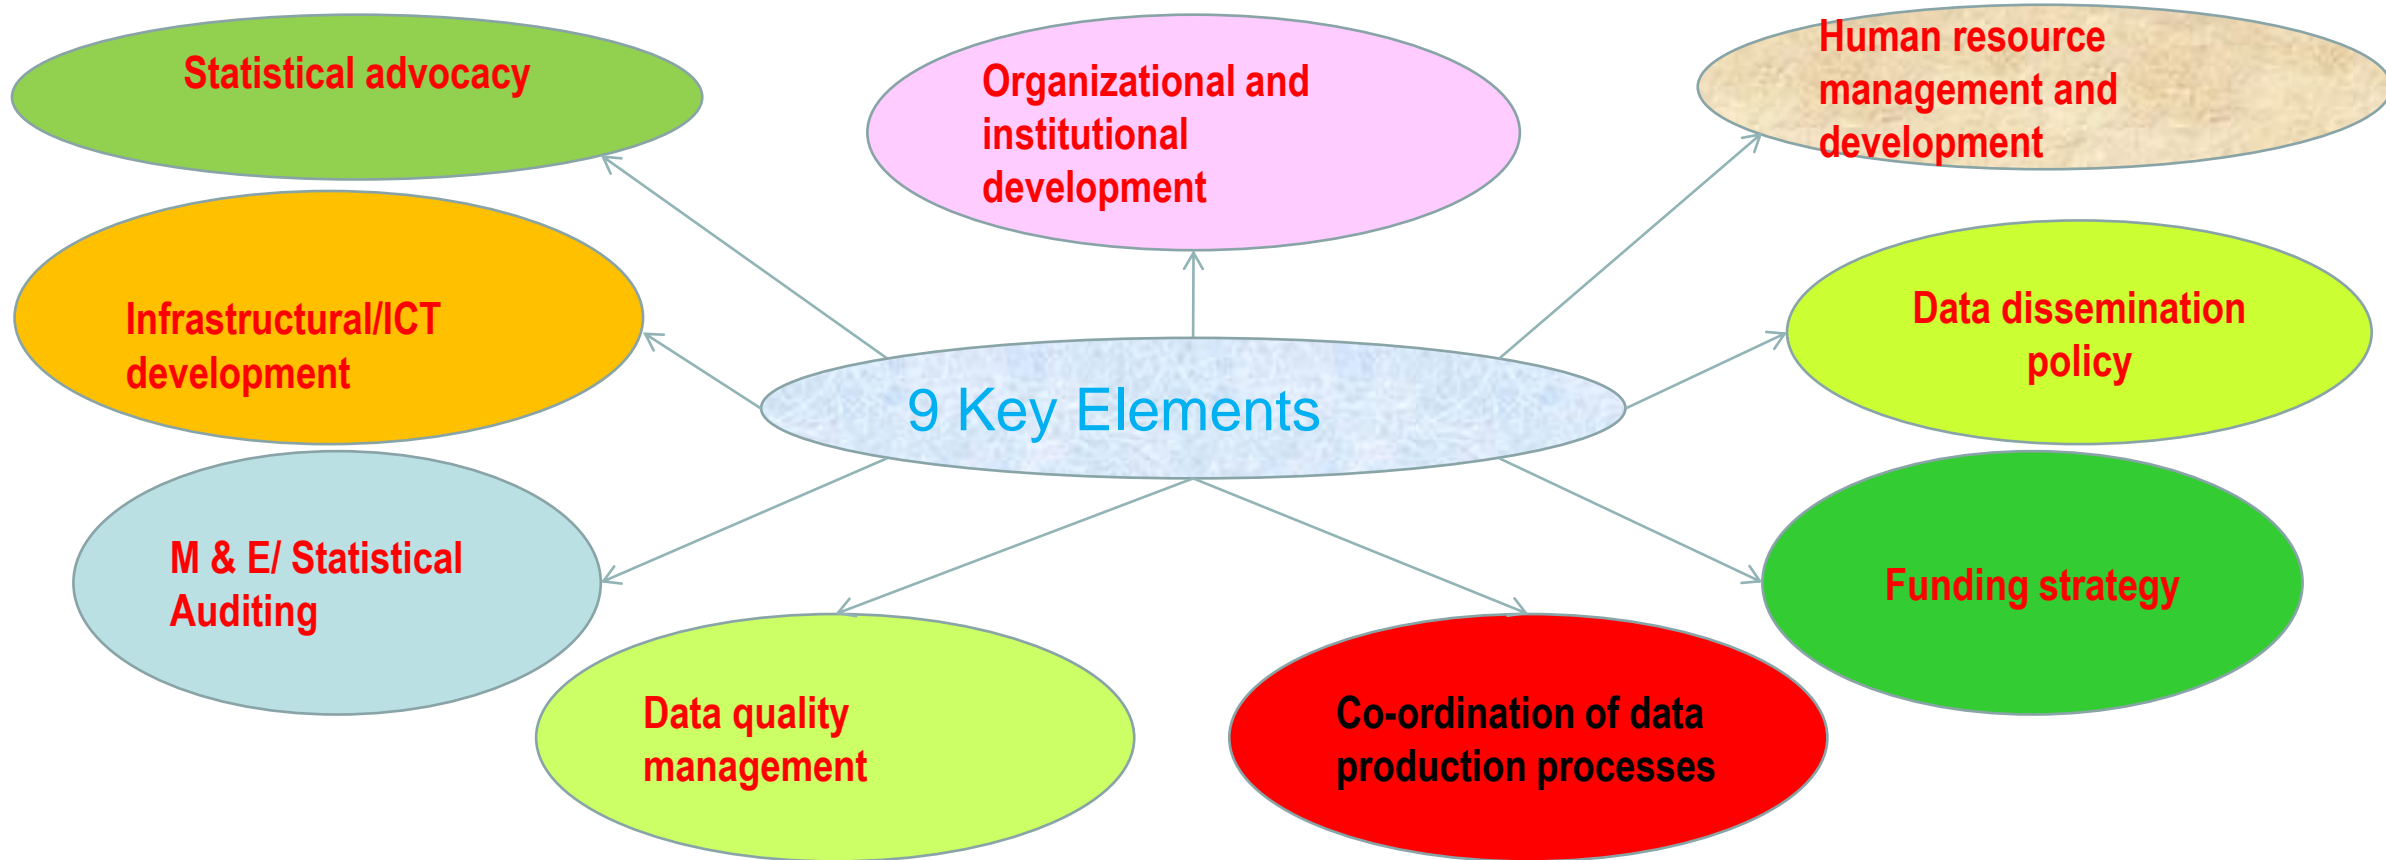 Statistical advocacy
Organizational and
institutional
development
Human resource
management and
development
Infrastructural/ICT
development
9 Key Elements
Data dissemination
policy
M & E/ Statistical
Auditing
Funding strategy
Data quality
management
Co-ordination of data
production processes